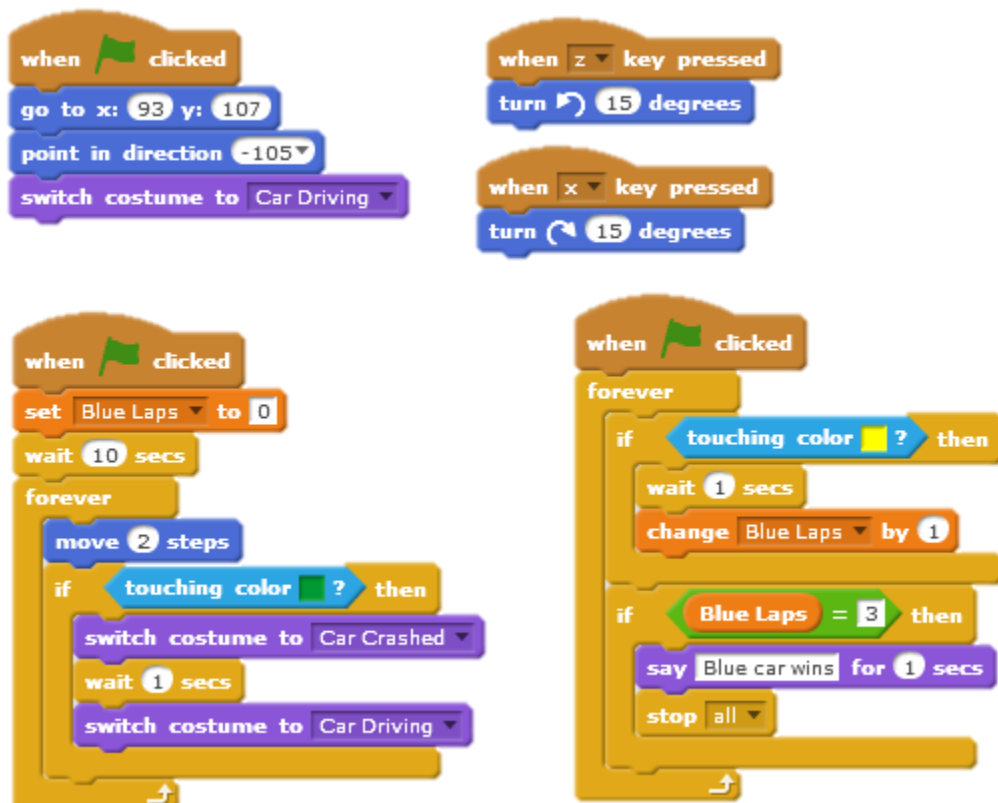 when clicked
go to x: 93 y: 107
point in direction -105
switch costume to Car Driving
when z key pressed
turn 15 degrees
when x key pressed
turn 15 degrees
when clicked
set Blue Laps to 0
wait 10 secs
forever
move 2 steps
if touching color ? then
switch costume to Car Crashed
wait 1 secs
switch costume to Car Driving
when clicked
forever
if touching color ? then
wait 1 secs
change Blue Laps by 1
if Blue Laps = 3 then
say Blue car wins for 1 secs
stop all